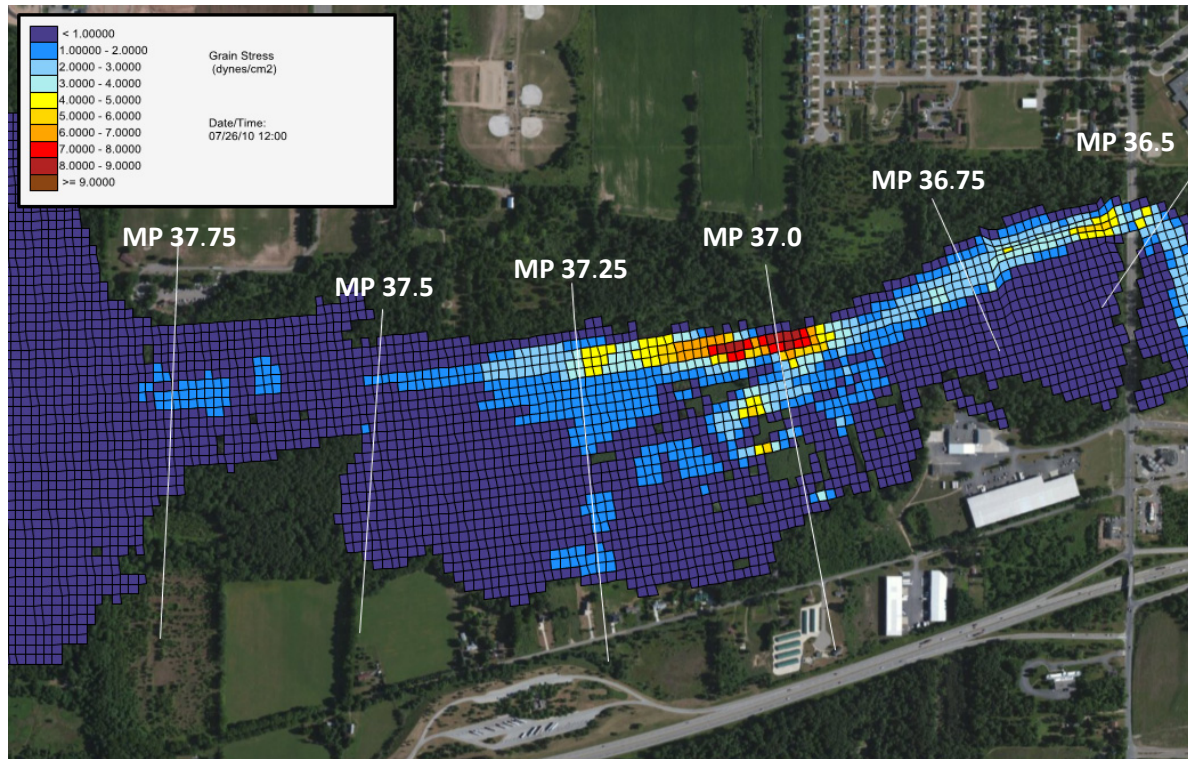 < 1.00000
1.00000 - 2.0000
2.0000 - 3.0000
3.0000 - 4.0000
4.0000 - 5.0000
5.0000 - 6.0000
6.0000 - 7.0000
7.0000 - 8.0000
8.0000 - 9.0000
>= 9.0000
Grain Stress
(dynes/cm2)
Date/Time:
07/26/10 12:00
MP 36.5
MP 36.75
MP 37.75
MP 37.0
MP 37.25
MP 37.5